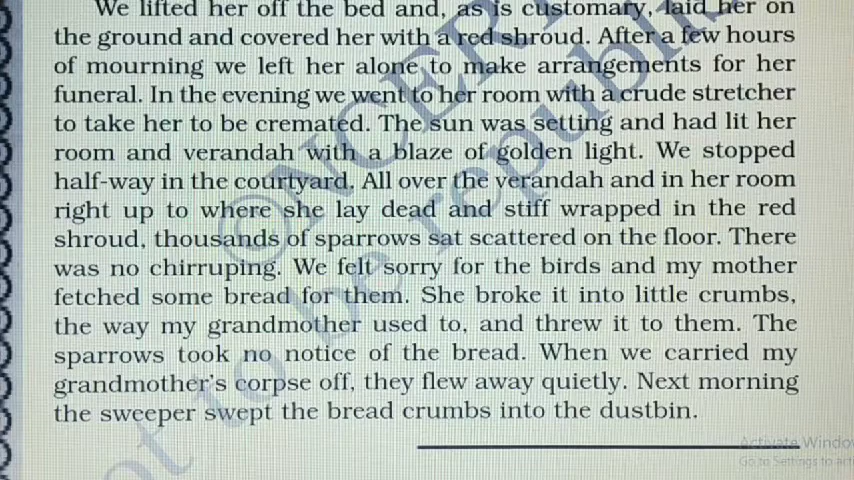 We lifted her off the bed and, as is customary, laid her on
the ground and covered her with a red shroud. After a few hours
of mourning we left her alone to make arrangements for her
funeral. In the evening we went to her room with a crude stretcher
to take her to be cremated. The sun was setting and had lit her
room and verandah with a blaze of golden light. We stopped
half-way in the courtyard. All over the verandah and in her room
right up to where she lay dead and stiff wrapped in the red
shroud, thousands of sparrows sat scattered on the floor. There
was no chirruping. We felt sorry for the birds and my mother
fetched some bread for them. She broke it into little crumbs,
the way my grandmother used to, and threw it to them. The
sparrows took no notice of the bread. When we carried my
grandmother's corpse off, they flew away quietly. Next morning
the sweeper swept the bread crumbs into the dustbin.
©NCERT
not to be republi
Activate Windo
Go to Settings to acti